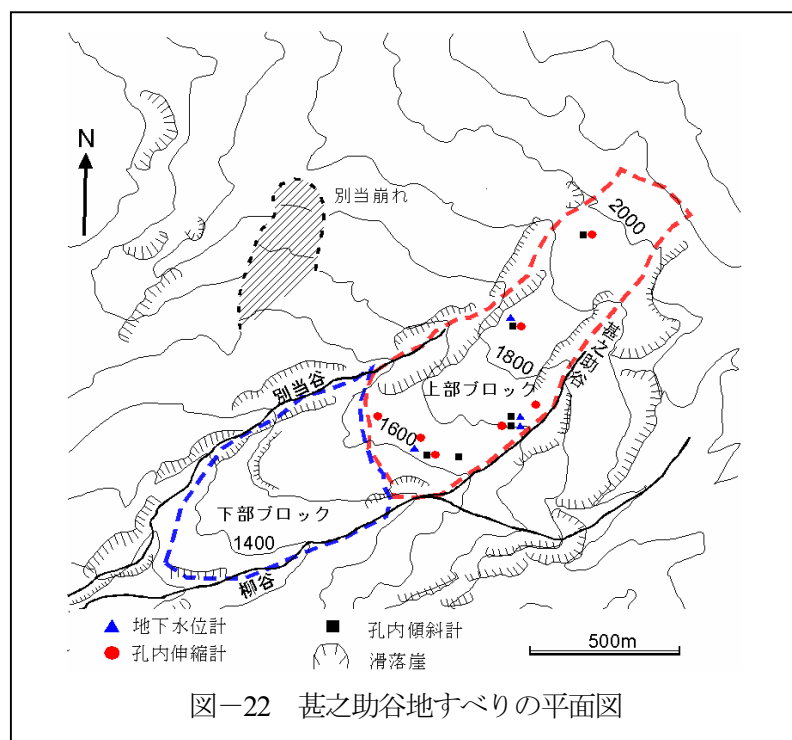 N
別当崩れ
2000
甚之助谷
1800
上部ブロック
別当谷
1600
下部ブロック
1400
柳谷
地下水位計
孔内傾斜計
孔内伸縮計
滑落崖
500m
図－22 甚之助谷地すべりの平面図